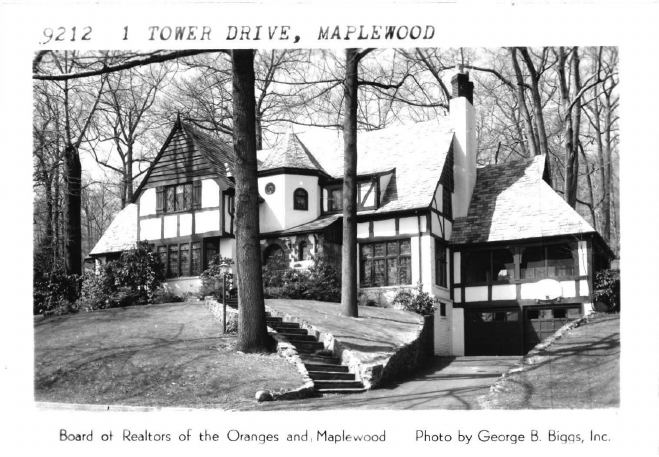 9212 1 TOWER DRIVE, MAPLEWOOD
Board of Realtors of the Oranges and Maplewood Photo by George B. Biggs, Inc.